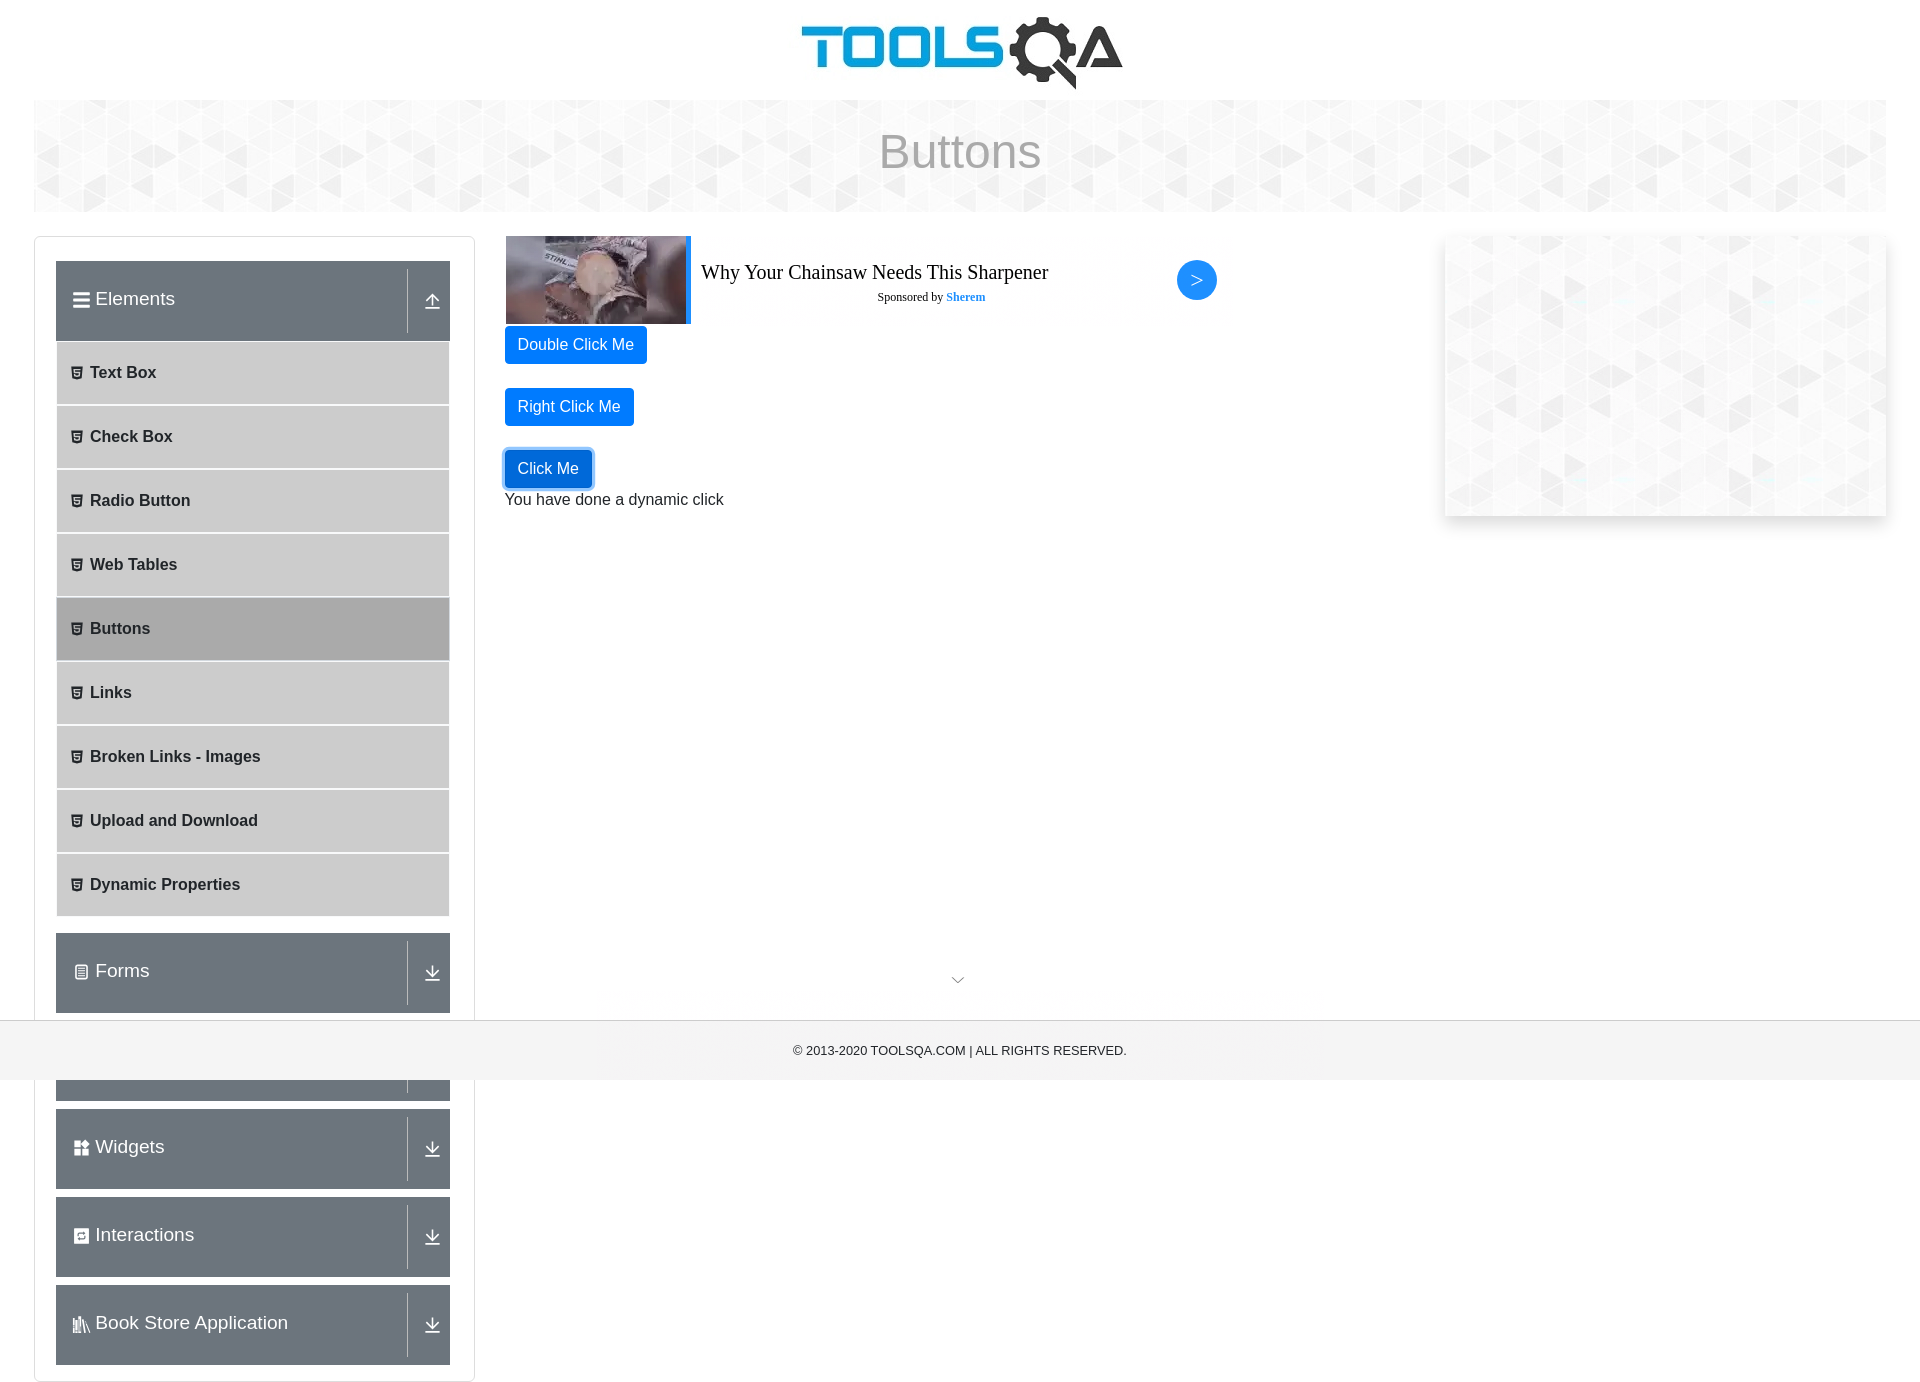 TOOLSQA
Buttons
Elements
Text Box
Check Box
Radio Button
Web Tables
Buttons
Links
Broken Links - Images
Upload and Download
Dynamic Properties
Forms
Widgets
Interactions
Book Store Application
STIHL
Why Your Chainsaw Needs This Sharpener
Sponsored by Sherem
>
Double Click Me
Right Click Me
Click Me
You have done a dynamic click
© 2013-2020 TOOLSQA.COM | ALL RIGHTS RESERVED.